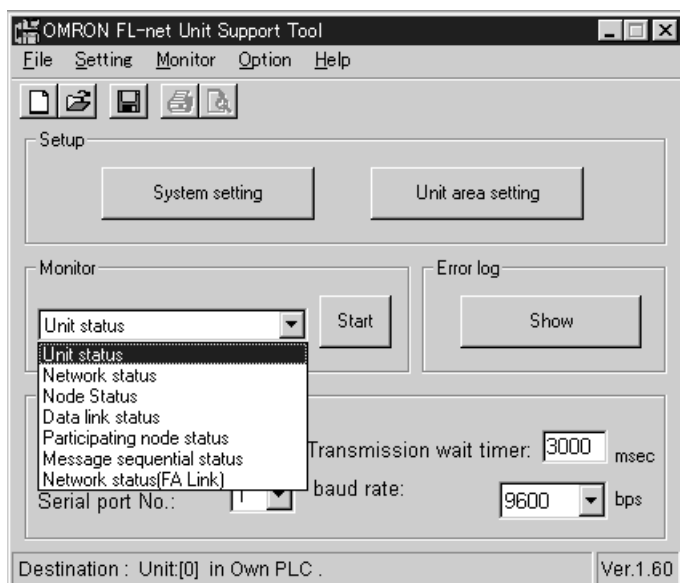 OMRON FL-net Unit Support Tool
File Setting Monitor Option Help
Setup
System setting
Unit area setting
Monitor
Error log
Unit status
Start
Show
Unit status
Network status
Node Status
Data link status
Participating node status
Message sequential status
Network status(FA Link)
Transmission wait timer: 3000 msec
Serial port No.:
baud rate: 9600 bps
Destination : Unit:[0] in Own PLC .
Ver.1.60